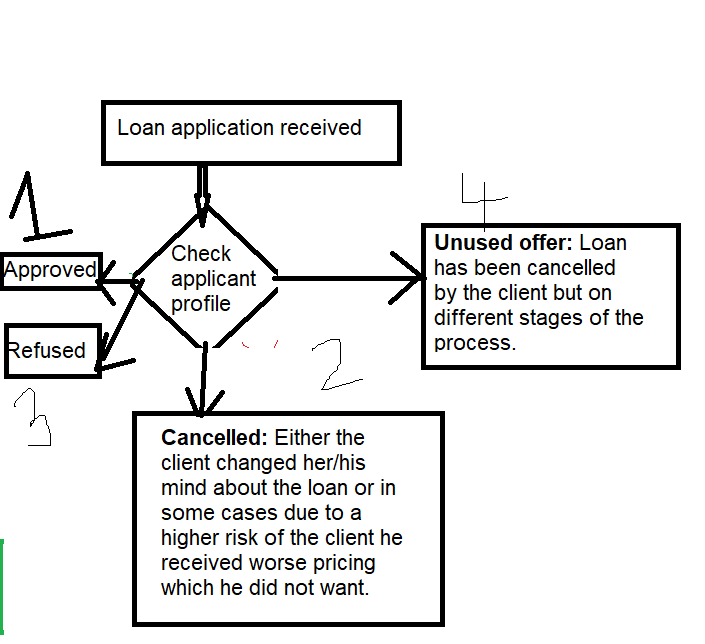 Loan application received
1
4
Check
applicant
profile
Approved
Unused offer: Loan
has been cancelled
by the client but on
different stages of the
process.
Refused
2
3
Cancelled: Either the
client changed her/his
mind about the loan or in
some cases due to a
higher risk of the client he
received worse pricing
which he did not want.